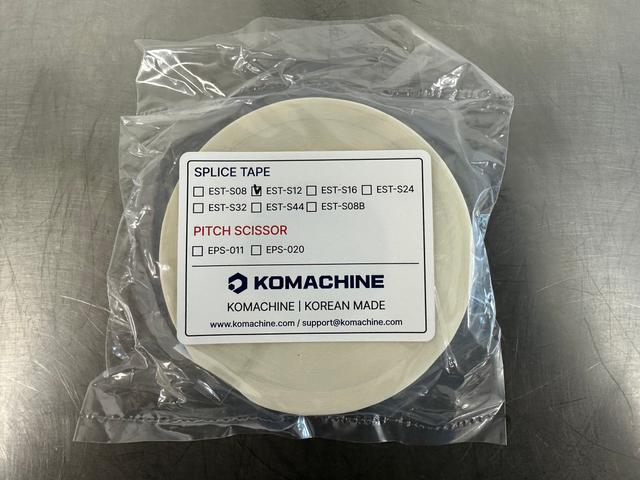 SPLICE TAPE
☐ EST-S08 ☑ EST-S12 ☐ EST-S16 ☐ EST-S24
☐ EST-S32 ☐ EST-S44 ☐ EST-S08B
PITCH SCISSOR
☐ EPS-011 ☐ EPS-020
KOMACHINE
KOMACHINE | KOREAN MADE
www.komachine.com / support@komachine.com